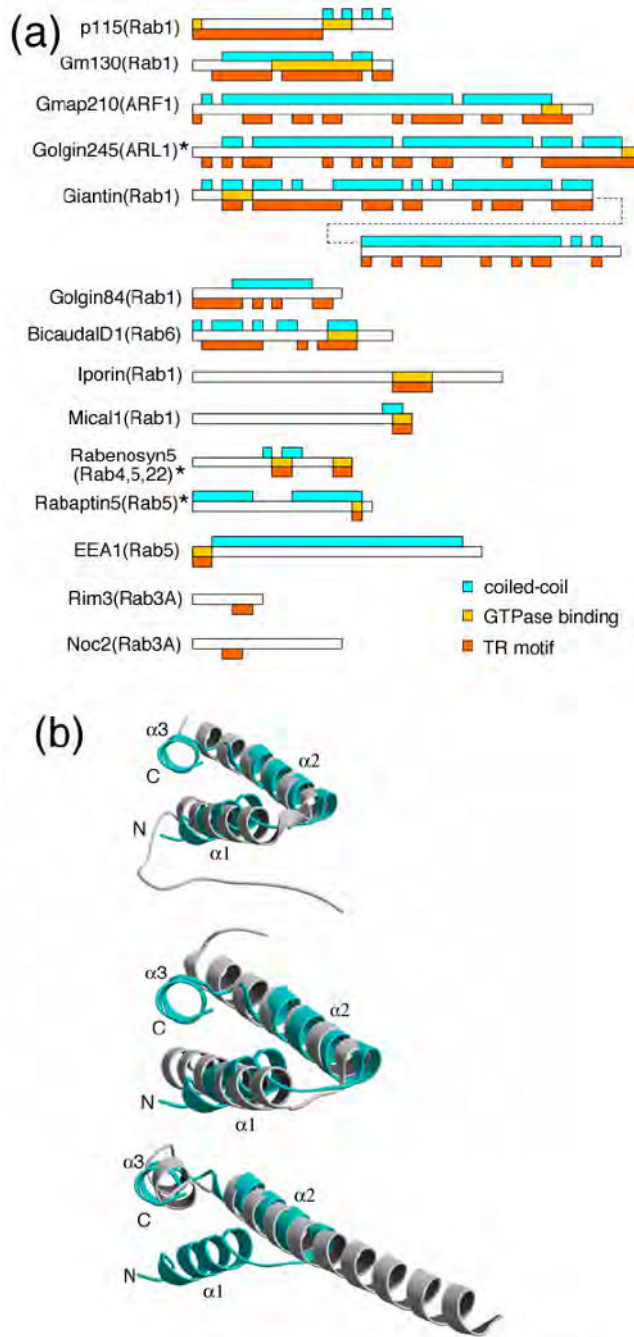 (a)
p115(Rab1)
Gm130(Rab1)
Gmap210(ARF1)
Golgin245(ARL1)*
Giantin(Rab1)
Golgin84(Rab1)
BicaudalD1(Rab6)
Iporin(Rab1)
Mical1(Rab1)
Rabenosyn5
(Rab4,5,22)*
Rabaptin5(Rab5)*
EEA1(Rab5)
coiled-coil
Rim3(Rab3A)
GTPase binding
Noc2(Rab3A)
TR motif
(b)
α3
α2
C
N
α1
α3
α2
C
N
α1
α3
α2
C
N
α1